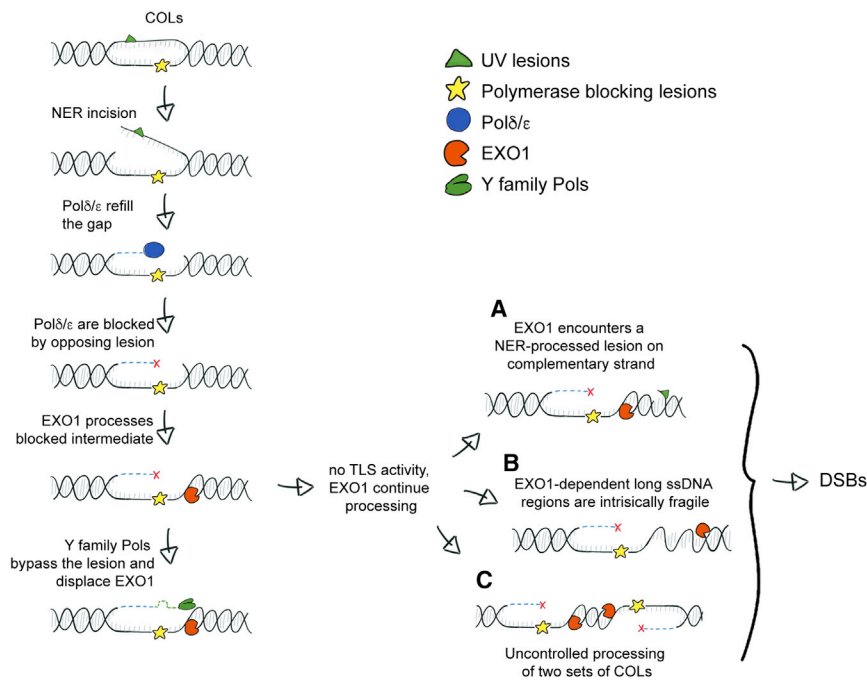 COLs
NER incision
Polδ/ε refill
the gap
Polδ/ε are blocked
by opposing lesion
EXO1 processes
blocked intermediate
Y family Pols
bypass the lesion and
displace EXO1
UV lesions
Polymerase blocking lesions
Polδ/ε
EXO1
Y family Pols
no TLS activity,
EXO1 continue
processing
A
EXO1 encounters a
NER-processed lesion on
complementary strand
B
EXO1-dependent long ssDNA
regions are intrisically fragile
C
Uncontrolled processing
of two sets of COLs
DSBs